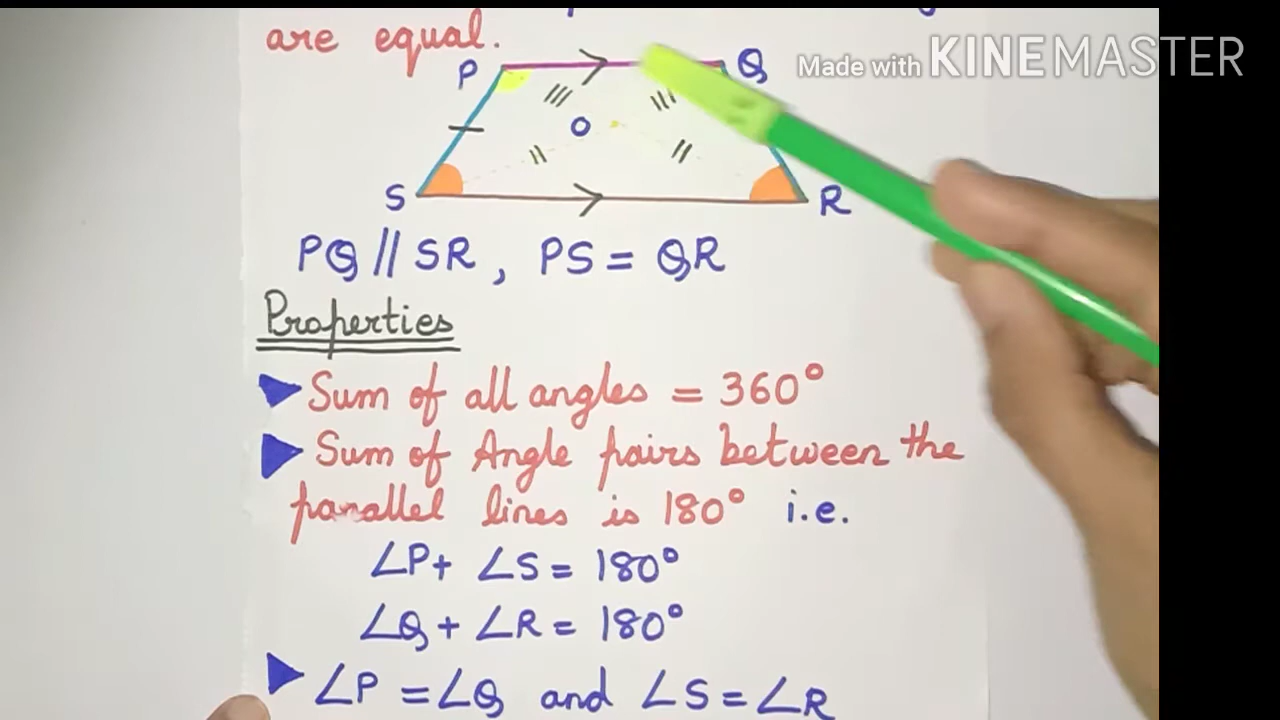 are equal.
Made with KINEMASTER
P Q
O
S R
PQ // SR, PS = QR
Properties
Sum of all angles = 360°
Sum of Angle pairs between the
parallel lines is 180° i.e.
∠P + ∠S = 180°
∠Q + ∠R = 180°
∠P = ∠Q and ∠S = ∠R